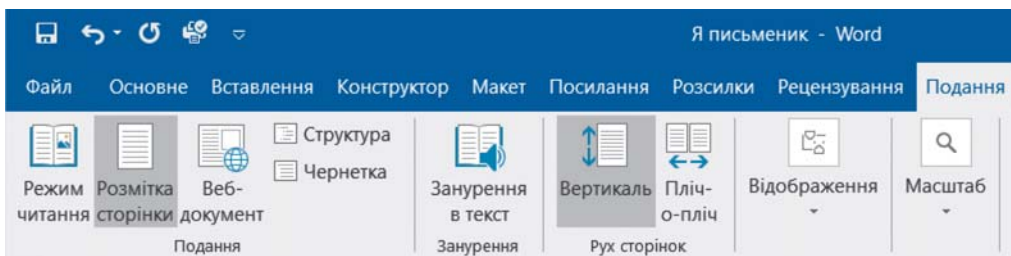 Я письменик - Word
Файл Основне Вставлення Конструктор Макет Посилання Розсилки Рецензування Подання
Режим читання
Розмітка сторінки
Веб-документ
Структура
Чернетка
Подання
Занурення в текст
Занурення
Вертикаль
Пліч-о-пліч
Рух сторінок
Відображення
Масштаб